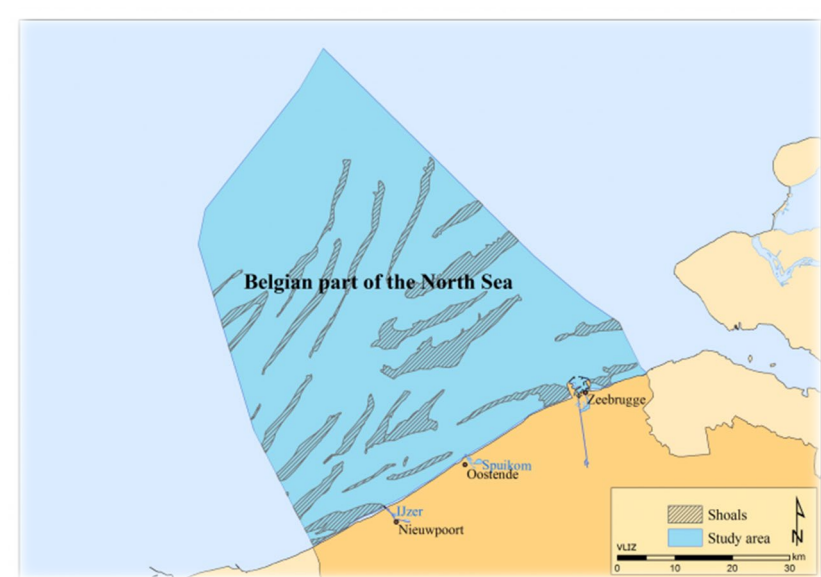 Belgian part of the North Sea
Zeebrugge
Spuikom
Oostende
IJzer
Nieuwpoort
Shoals
Study area
N
VLIZ
km
0 10 20 30